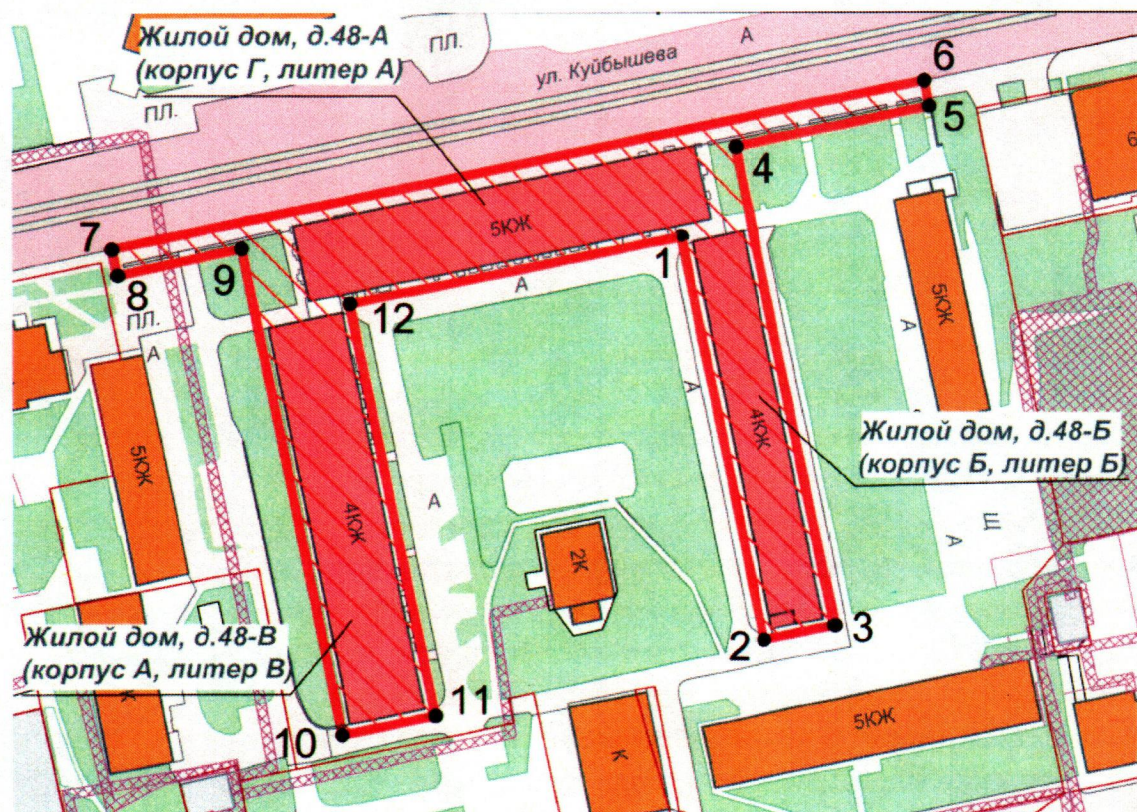 Жилой дом, д.48-А
(корпус Г, литер А)
ПЛ.
А
ул. Куйбышева
ПЛ.
6
5
4
6
7
8
9
5КЖ
1
12
А
ПЛ.
А
5КЖ
А
А
5КЖ
4КЖ
Жилой дом, д.48-Б
(корпус Б, литер Б)
4КЖ
А
Щ
А
2К
Жилой дом, д.48-В
(корпус А, литер В)
К
2
3
11
10
5КЖ
К